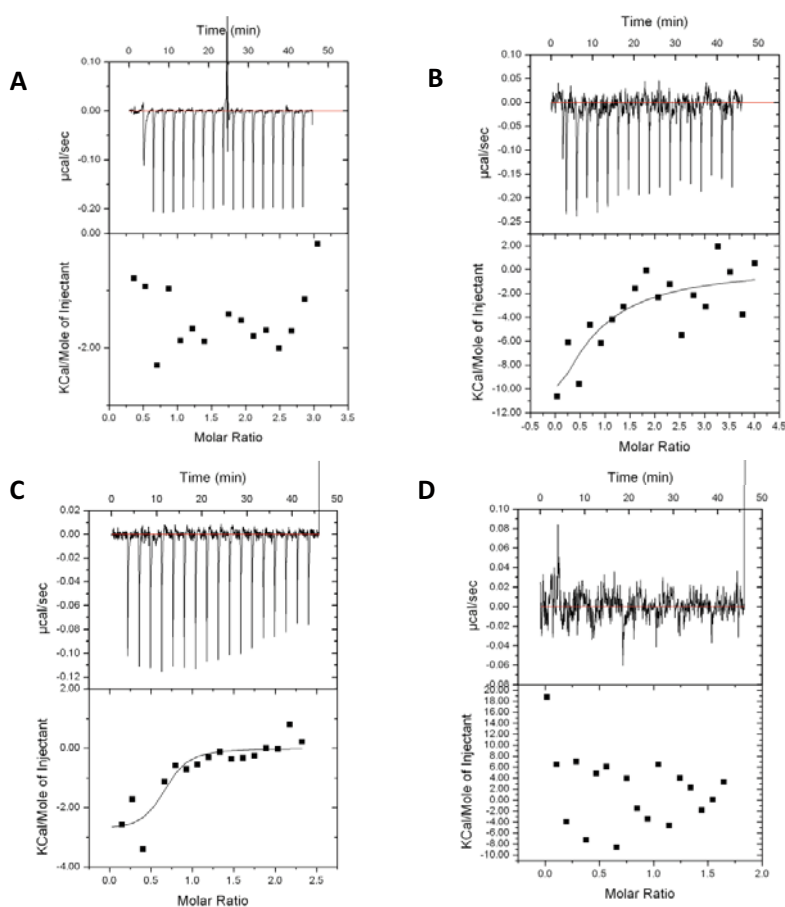 A
Time (min)
0 10 20 30 40 50
0.10
0.00
-0.10
-0.20
µcal/sec
0.00
-2.00
KCal/Mole of Injectant
0.0 0.5 1.0 1.5 2.0 2.5 3.0 3.5
Molar Ratio
B
Time (min)
0 10 20 30 40 50
0.10
0.05
0.00
-0.05
-0.10
-0.15
-0.20
-0.25
µcal/sec
2.00
0.00
-2.00
-4.00
-6.00
-8.00
-10.00
-12.00
KCal/Mole of Injectant
-0.5 0.0 0.5 1.0 1.5 2.0 2.5 3.0 3.5 4.0 4.5
Molar Ratio
C
Time (min)
0 10 20 30 40 50
0.02
0.00
-0.02
-0.04
-0.06
-0.08
-0.10
-0.12
µcal/sec
2.00
0.00
-2.00
-4.00
KCal/Mole of Injectant
0.0 0.5 1.0 1.5 2.0 2.5
Molar Ratio
D
Time (min)
0 10 20 30 40 50
0.10
0.08
0.06
0.04
0.02
0.00
-0.02
-0.04
-0.06
µcal/sec
20.00
18.00
16.00
14.00
12.00
10.00
8.00
6.00
4.00
2.00
0.00
-2.00
-4.00
-6.00
-8.00
-10.00
KCal/Mole of Injectant
0.0 0.5 1.0 1.5 2.0
Molar Ratio